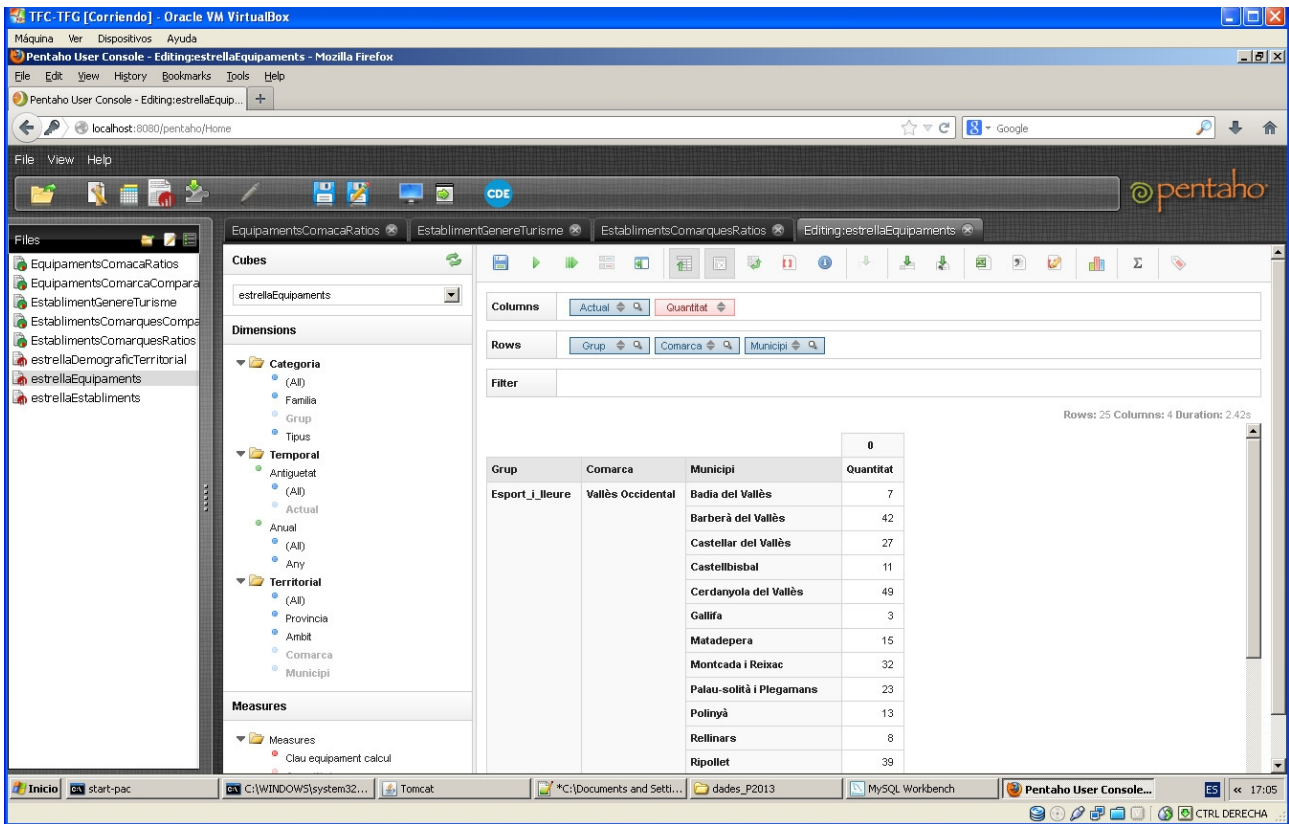 TFC-TFG [Corriendo] - Oracle VM VirtualBox
Máquina Ver Dispositivos Ayuda
Pentaho User Console - Editing:estrellaEquipaments - Mozilla Firefox
File Edit View History Bookmarks Tools Help
Pentaho User Console - Editing:estrellaEquip... +
localhost:8080/pentaho/Home
Google
File View Help
CDE
pentaho
Files
EquipamentsComacaRatios
EquipamentsComarcaCompara
EstablimentGenereTurisme
EstablimentsComarquesCompa
EstablimentsComarquesRatios
estrellaDemograficTerritorial
estrellaEquipaments
estrellaEstabliments
EquipamentsComacaRatios
EstablimentGenereTurisme
EstablimentsComarquesRatios
Editing:estrellaEquipaments
Cubes
estrellaEquipaments
Dimensions
Categoria
(All)
Familia
Grup
Tipus
Temporal
Antiguetat
(All)
Actual
Anual
(All)
Any
Territorial
(All)
Provincia
Ambit
Comarca
Municipi
Measures
Measures
Clau equipament calcul
Columns Actual Quantitat
Rows Grup Comarca Municipi
Filter
Rows: 25 Columns: 4 Duration: 2.42s
0
Grup Comarca Municipi Quantitat
Esport_i_lleure Vallès Occidental Badia del Vallès 7
Barberà del Vallès 42
Castellar del Vallès 27
Castellbisbal 11
Cerdanyola del Vallès 49
Gallifa 3
Matadepera 15
Montcada i Reixac 32
Palau-solità i Plegamans 23
Polinyà 13
Rellinars 8
Ripollet 39
Inicio start-pac C:\WINDOWS\system32... Tomcat *C:\Documents and Setti... dades_P2013 MySQL Workbench Pentaho User Console... ES « 17:05
CTRL DERECHA